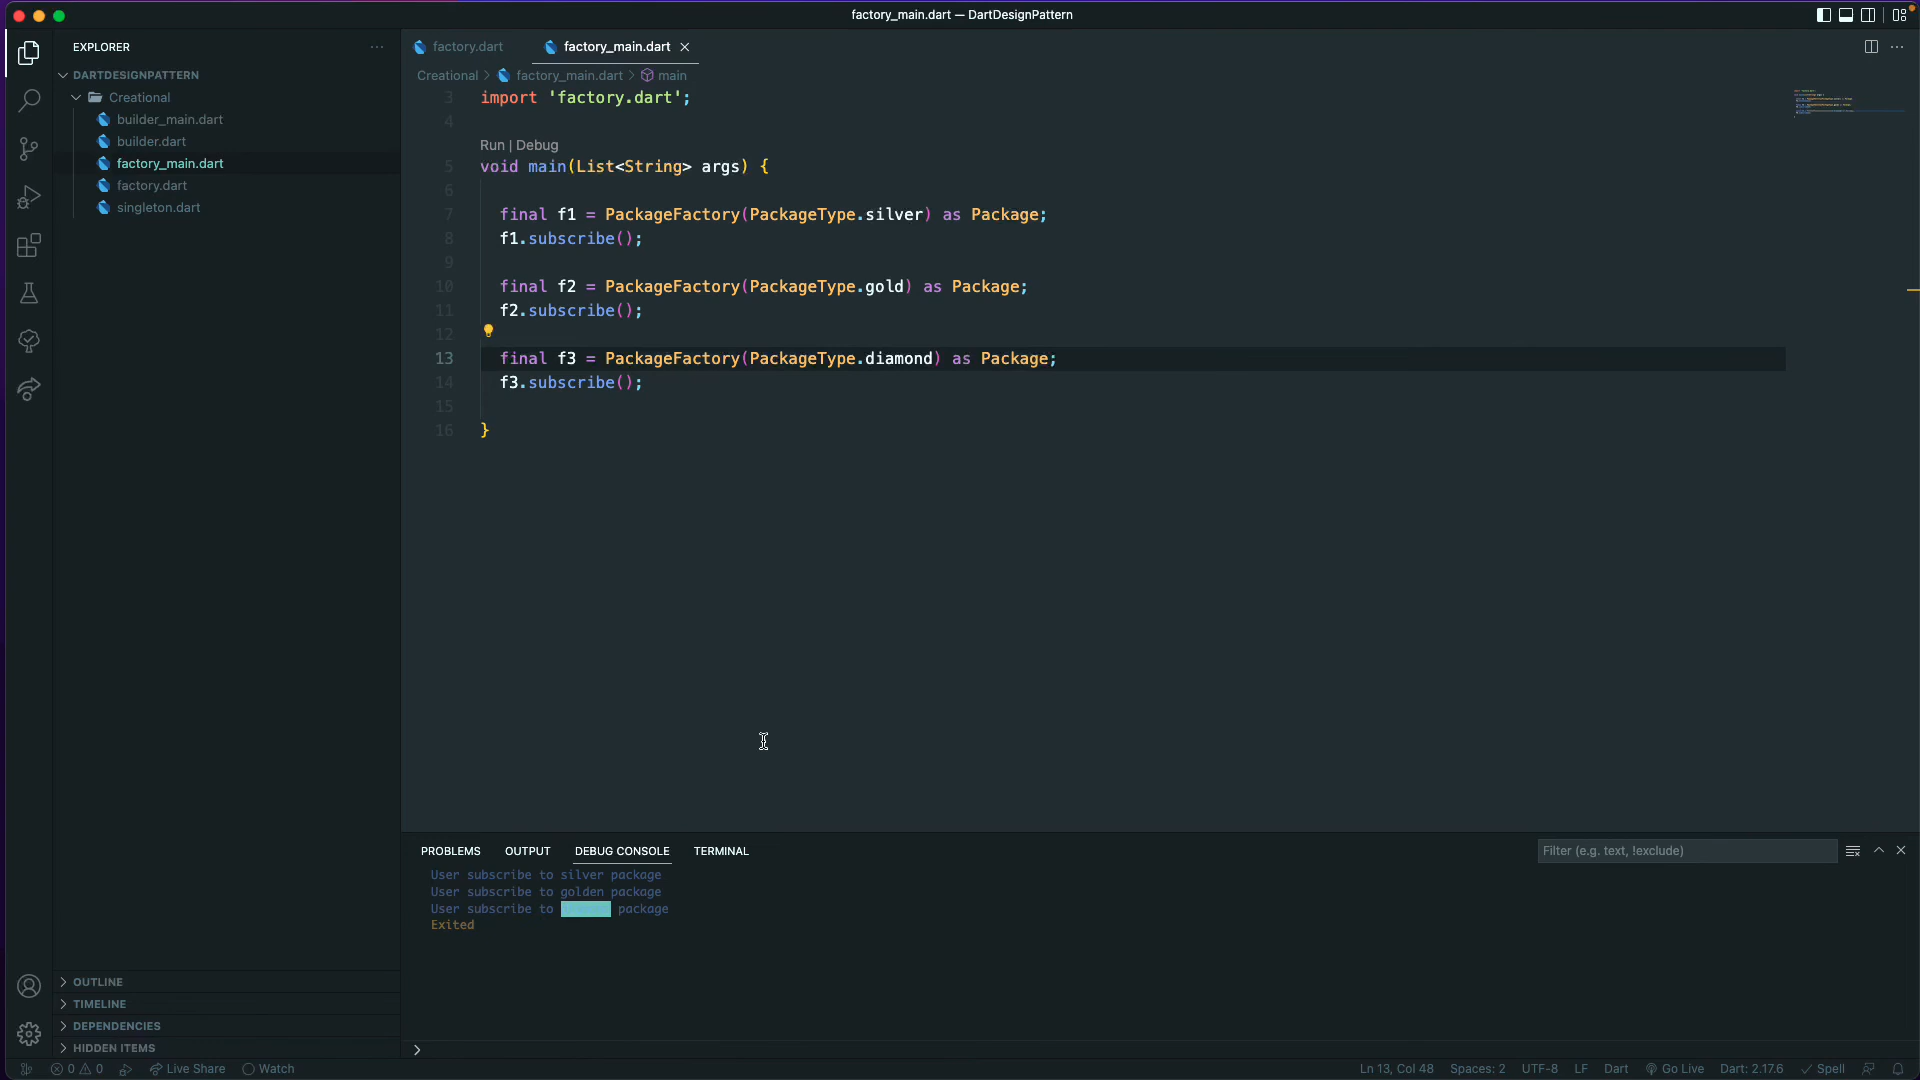 factory_main.dart — DartDesignPattern
EXPLORER
DARTDESIGNPATTERN
Creational
builder_main.dart
builder.dart
factory_main.dart
factory.dart
singleton.dart
OUTLINE
TIMELINE
DEPENDENCIES
HIDDEN ITEMS
factory.dart
factory_main.dart
Creational > factory_main.dart > main
3 import 'factory.dart';
4
Run | Debug
5 void main(List<String> args) {
6
7 final f1 = PackageFactory(PackageType.silver) as Package;
8 f1.subscribe();
9
10 final f2 = PackageFactory(PackageType.gold) as Package;
11 f2.subscribe();
12
13 final f3 = PackageFactory(PackageType.diamond) as Package;
14 f3.subscribe();
15
16 }
PROBLEMS OUTPUT DEBUG CONSOLE TERMINAL
Filter (e.g. text, !exclude)
User subscribe to silver package
User subscribe to golden package
User subscribe to package
Exited
0 0 Live Share Watch
Ln 13, Col 48 Spaces: 2 UTF-8 LF Dart Go Live Dart: 2.17.6 Spell